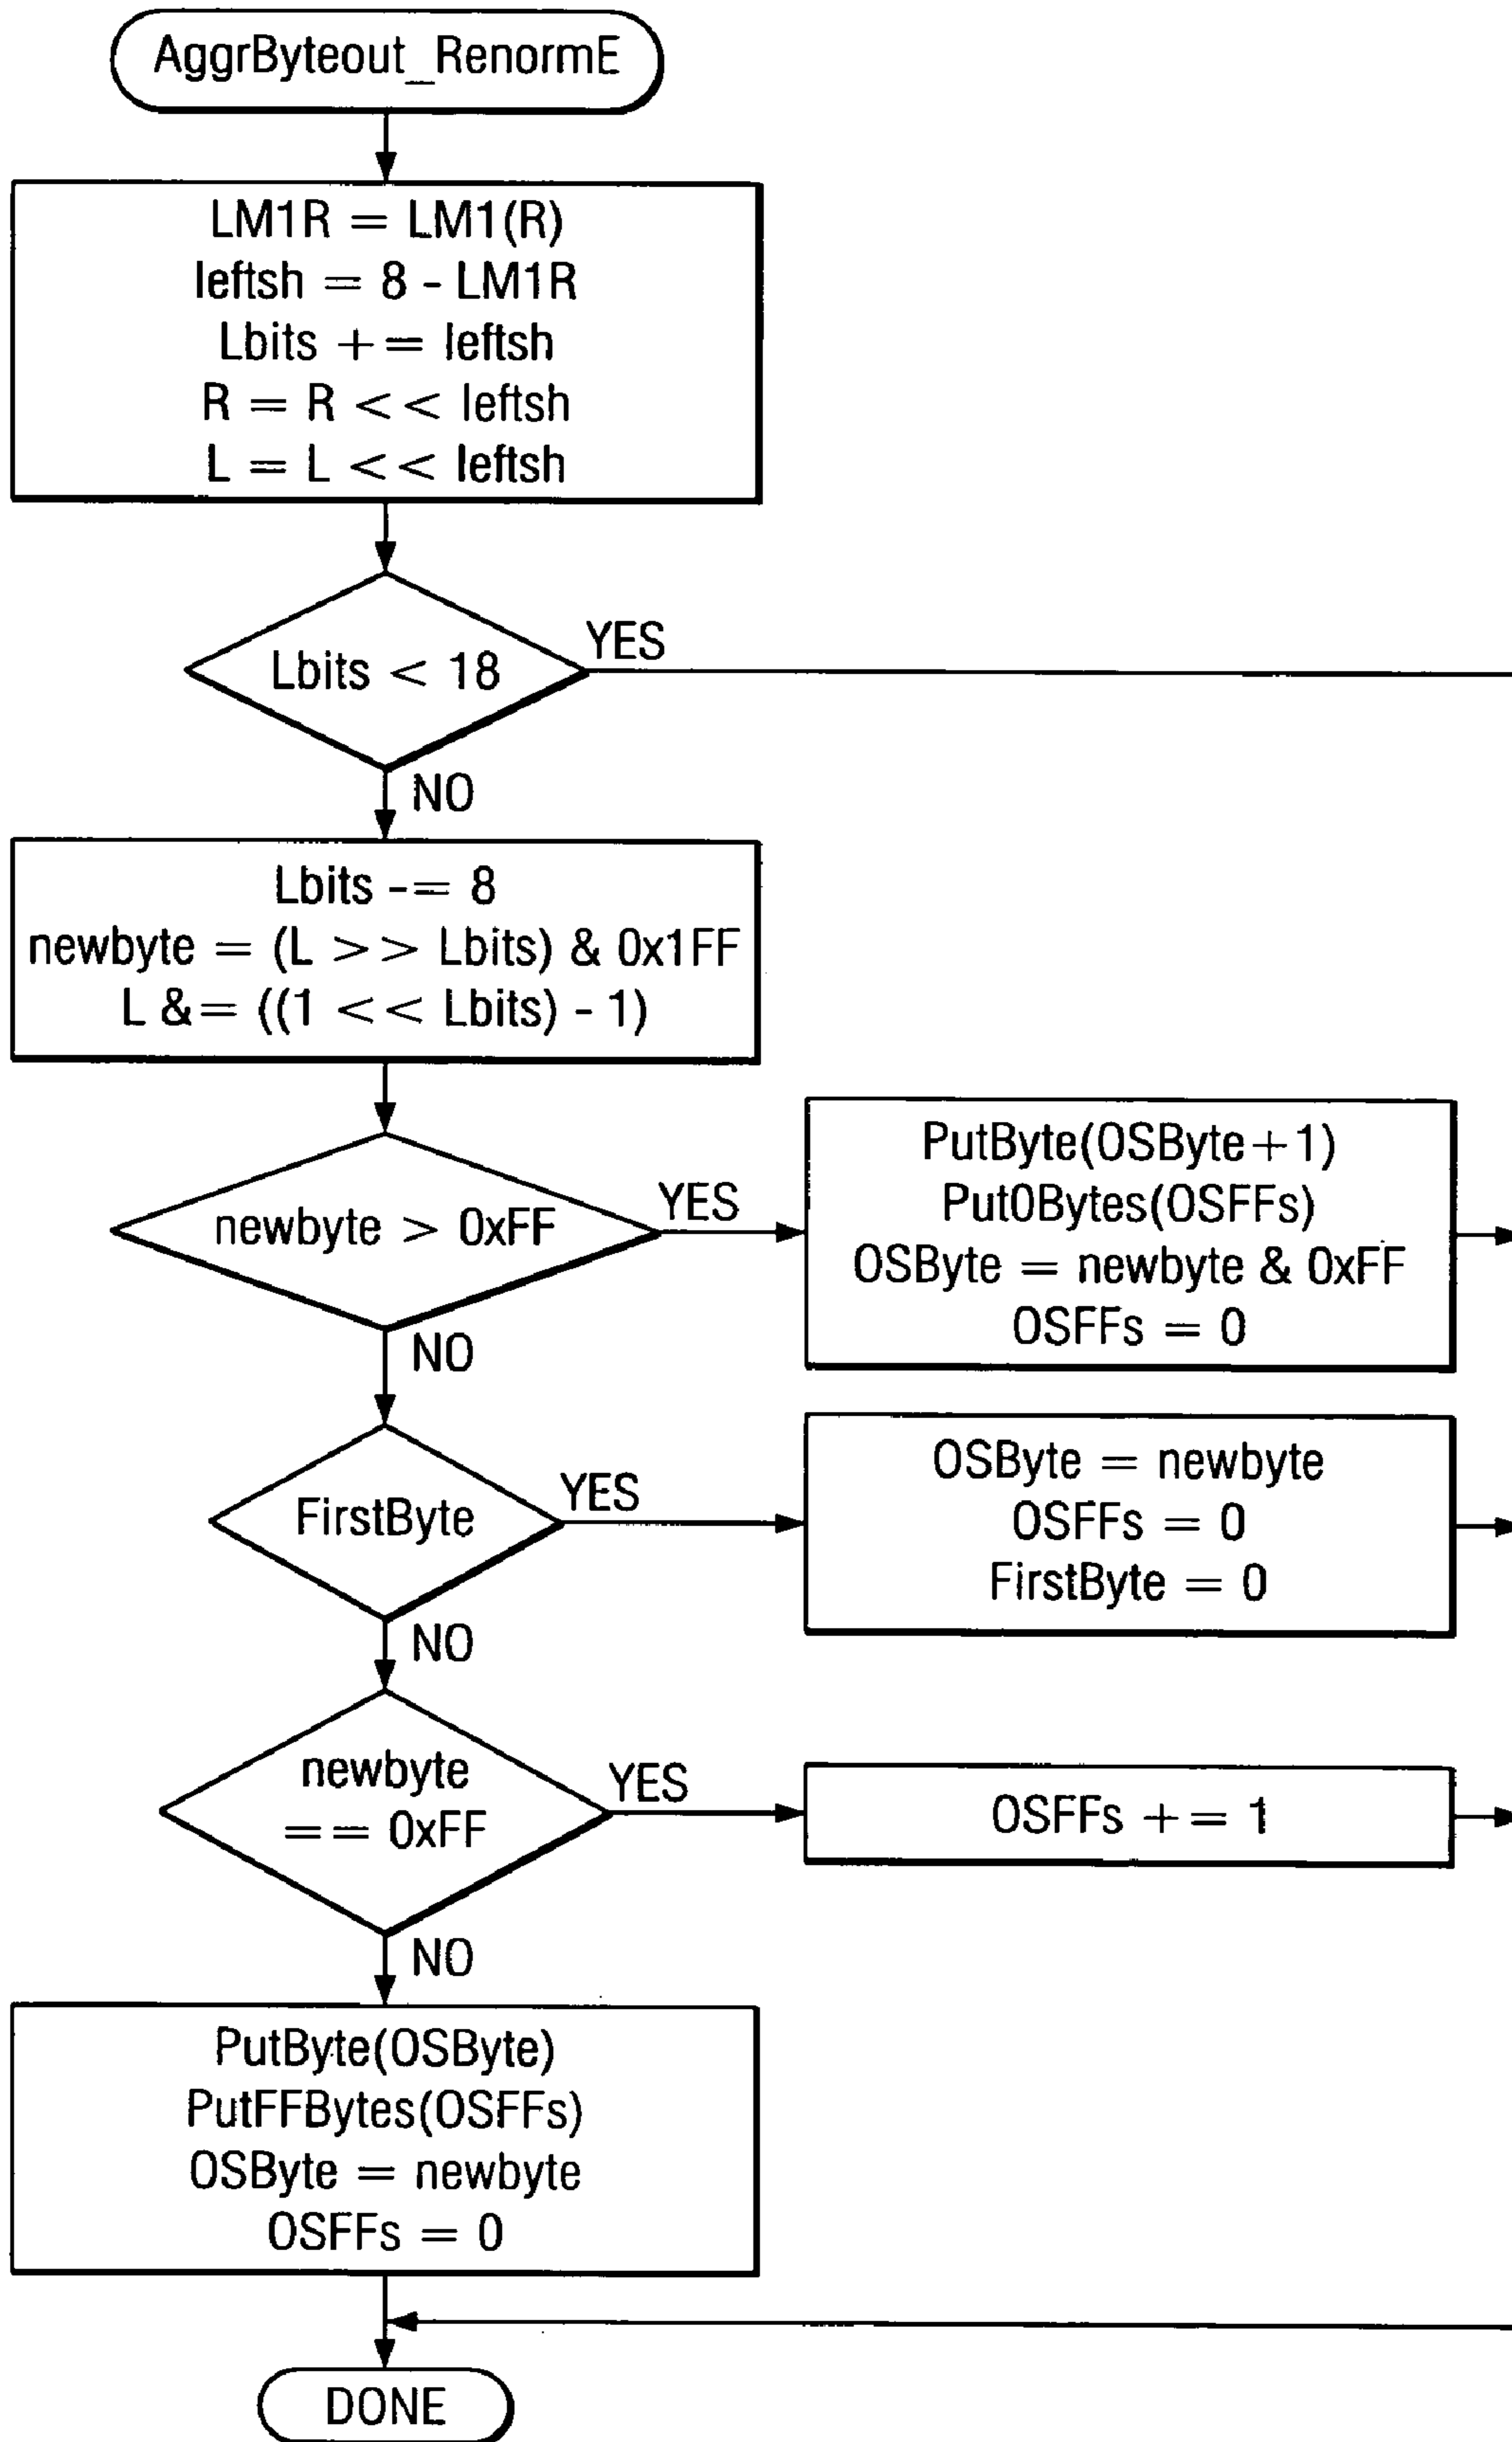 AggrByteout_RenormE
LM1R = LM1(R)
leftsh = 8 - LM1R
Lbits += leftsh
R = R << leftsh
L = L << leftsh
Lbits < 18
YES
NO
Lbits -= 8
newbyte = (L >> Lbits) & 0x1FF
L &= ((1 << Lbits) - 1)
newbyte > 0xFF
YES
PutByte(OSByte+1)
Put0Bytes(OSFFs)
OSByte = newbyte & 0xFF
OSFFs = 0
NO
FirstByte
YES
OSByte = newbyte
OSFFs = 0
FirstByte = 0
NO
newbyte
== 0xFF
YES
OSFFs += 1
NO
PutByte(OSByte)
PutFFBytes(OSFFs)
OSByte = newbyte
OSFFs = 0
DONE